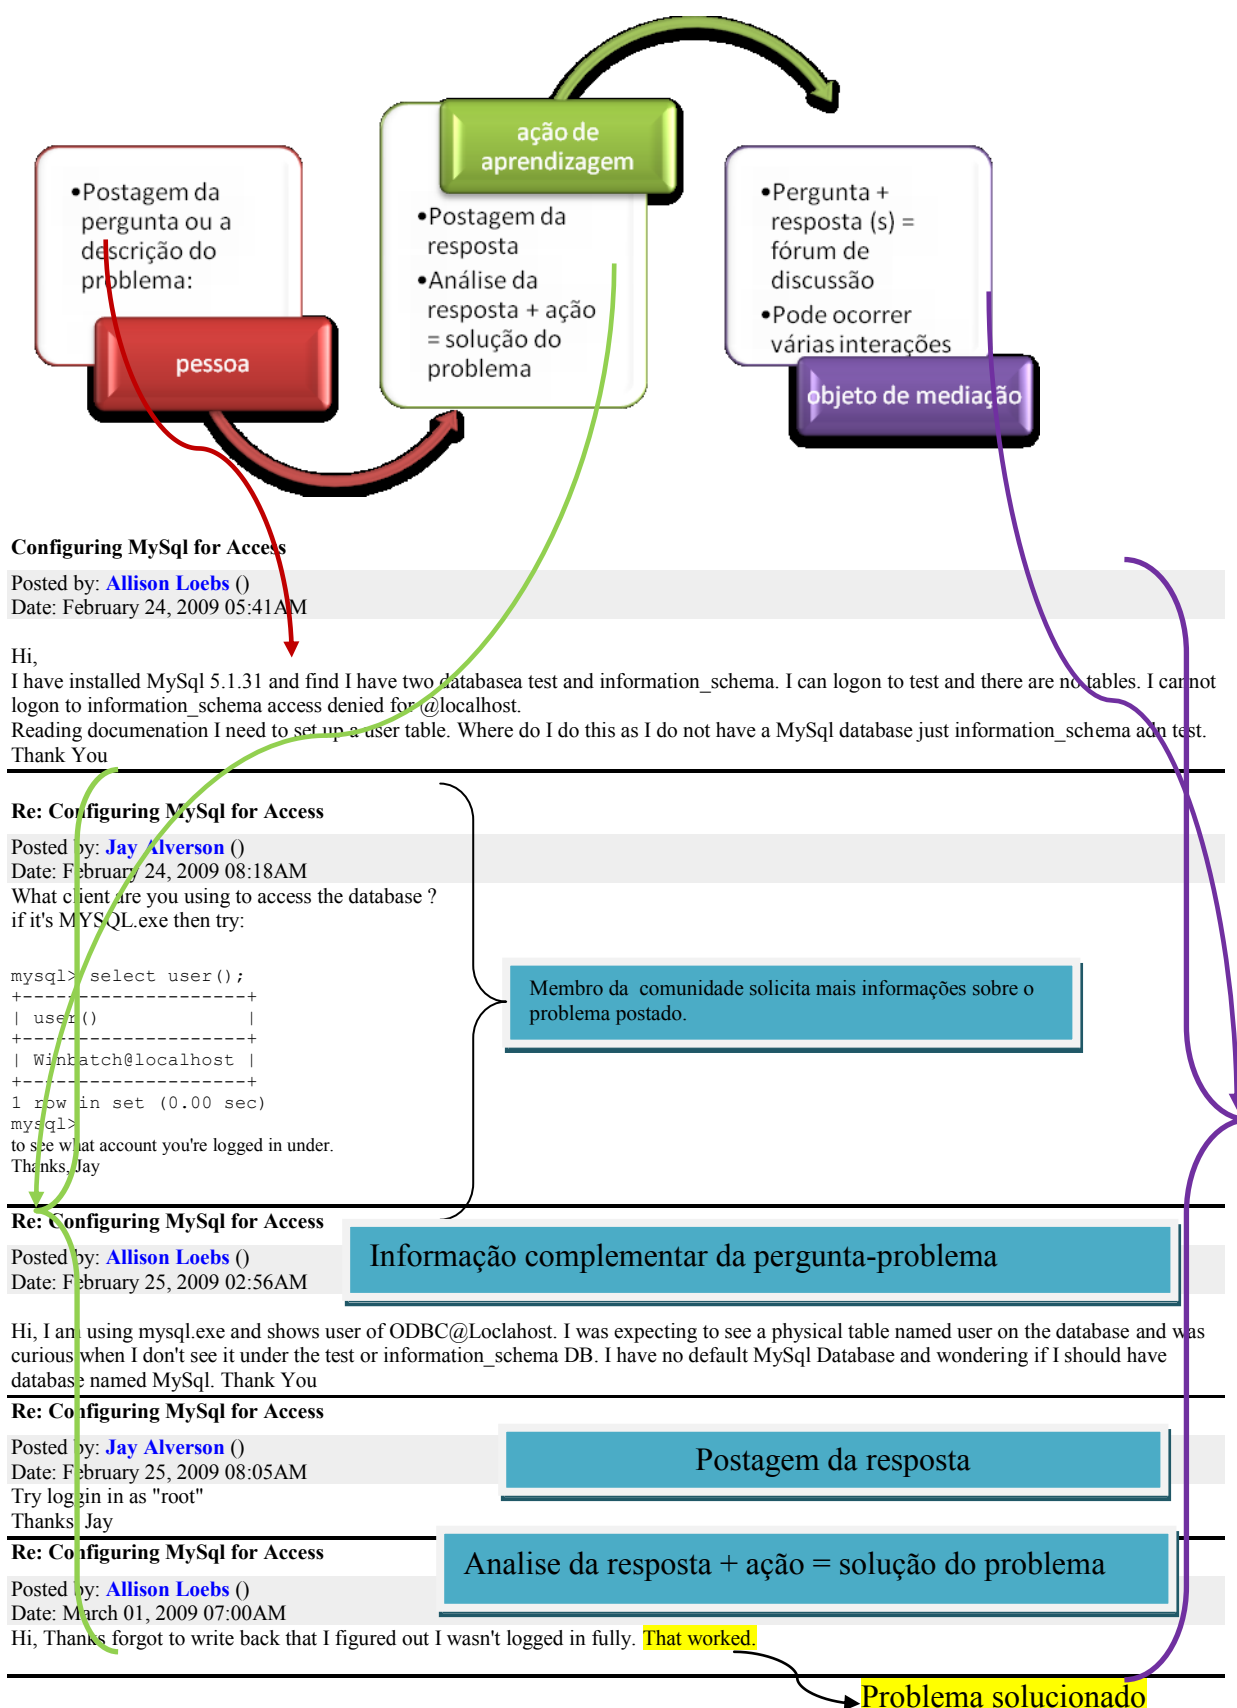 •Postagem da
pergunta ou a
descrição do
problema:
pessoa
ação de
aprendizagem
•Postagem da
resposta
•Análise da
resposta + ação
= solução do
problema
•Pergunta +
resposta (s) =
fórum de
discussão
•Pode ocorrer
várias interações
objeto de mediação
Configuring MySql for Access
Posted by: Allison Loebs ()
Date: February 24, 2009 05:41AM
Hi,
I have installed MySql 5.1.31 and find I have two databasea test and information_schema. I can logon to test and there are no tables. I cannot
logon to information_schema access denied for @localhost.
Reading documenation I need to set up a user table. Where do I do this as I do not have a MySql database just information_schema adn test.
Thank You
Re: Configuring MySql for Access
Posted by: Jay Alverson ()
Date: February 24, 2009 08:18AM
What client are you using to access the database ?
if it's MYSQL.exe then try:
mysql> select user();
+--------------------+
| user()             |
+--------------------+
| Winbatch@localhost |
+--------------------+
1 row in set (0.00 sec)
mysql>
to see what account you're logged in under.
Thanks, Jay
Membro da  comunidade solicita mais informações sobre o
problema postado.
Re: Configuring MySql for Access
Posted by: Allison Loebs ()
Date: February 25, 2009 02:56AM
Informação complementar da pergunta-problema
Hi, I am using mysql.exe and shows user of ODBC@Loclahost. I was expecting to see a physical table named user on the database and was
curious when I don't see it under the test or information_schema DB. I have no default MySql Database and wondering if I should have
database named MySql. Thank You
Re: Configuring MySql for Access
Posted by: Jay Alverson ()
Date: February 25, 2009 08:05AM
Try loggin in as "root"
Thanks, Jay
Postagem da resposta
Re: Configuring MySql for Access
Posted by: Allison Loebs ()
Date: March 01, 2009 07:00AM
Analise da resposta + ação = solução do problema
Hi, Thanks forgot to write back that I figured out I wasn't logged in fully. That worked.
Problema solucionado